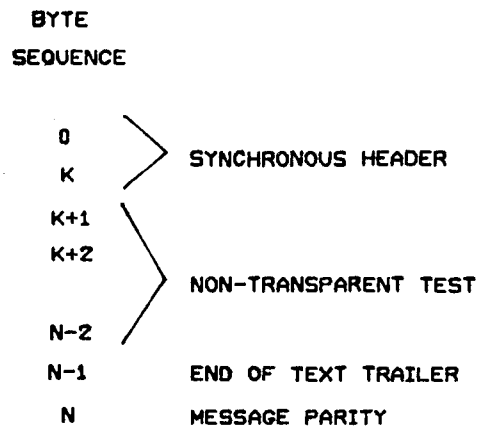 BYTE
SEQUENCE
0
K
SYNCHRONOUS HEADER
K+1
K+2
NON-TRANSPARENT TEST
N-2
N-1 END OF TEXT TRAILER
N MESSAGE PARITY